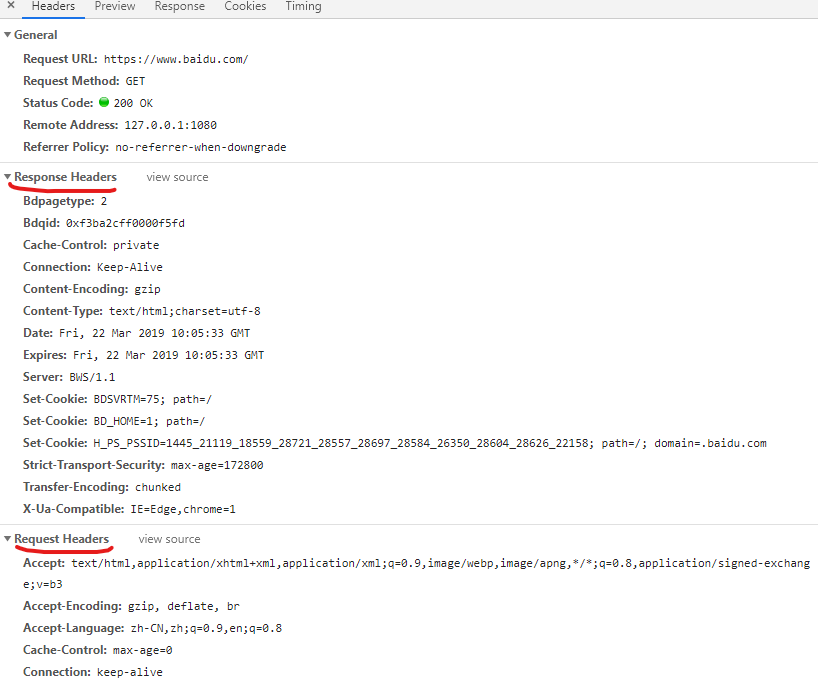 × Headers Preview Response Cookies Timing
▼ General
Request URL: https://www.baidu.com/
Request Method: GET
Status Code: 200 OK
Remote Address: 127.0.0.1:1080
Referrer Policy: no-referrer-when-downgrade
▼ Response Headers view source
Bdpagetype: 2
Bdqid: 0xf3ba2cff0000f5fd
Cache-Control: private
Connection: Keep-Alive
Content-Encoding: gzip
Content-Type: text/html;charset=utf-8
Date: Fri, 22 Mar 2019 10:05:33 GMT
Expires: Fri, 22 Mar 2019 10:05:33 GMT
Server: BWS/1.1
Set-Cookie: BDSVRTM=75; path=/
Set-Cookie: BD_HOME=1; path=/
Set-Cookie: H_PS_PSSID=1445_21119_18559_28721_28557_28697_28584_26350_28604_28626_22158; path=/; domain=.baidu.com
Strict-Transport-Security: max-age=172800
Transfer-Encoding: chunked
X-Ua-Compatible: IE=Edge,chrome=1
▼ Request Headers view source
Accept: text/html,application/xhtml+xml,application/xml;q=0.9,image/webp,image/apng,*/*;q=0.8,application/signed-exchang
e;v=b3
Accept-Encoding: gzip, deflate, br
Accept-Language: zh-CN,zh;q=0.9,en;q=0.8
Cache-Control: max-age=0
Connection: keep-alive